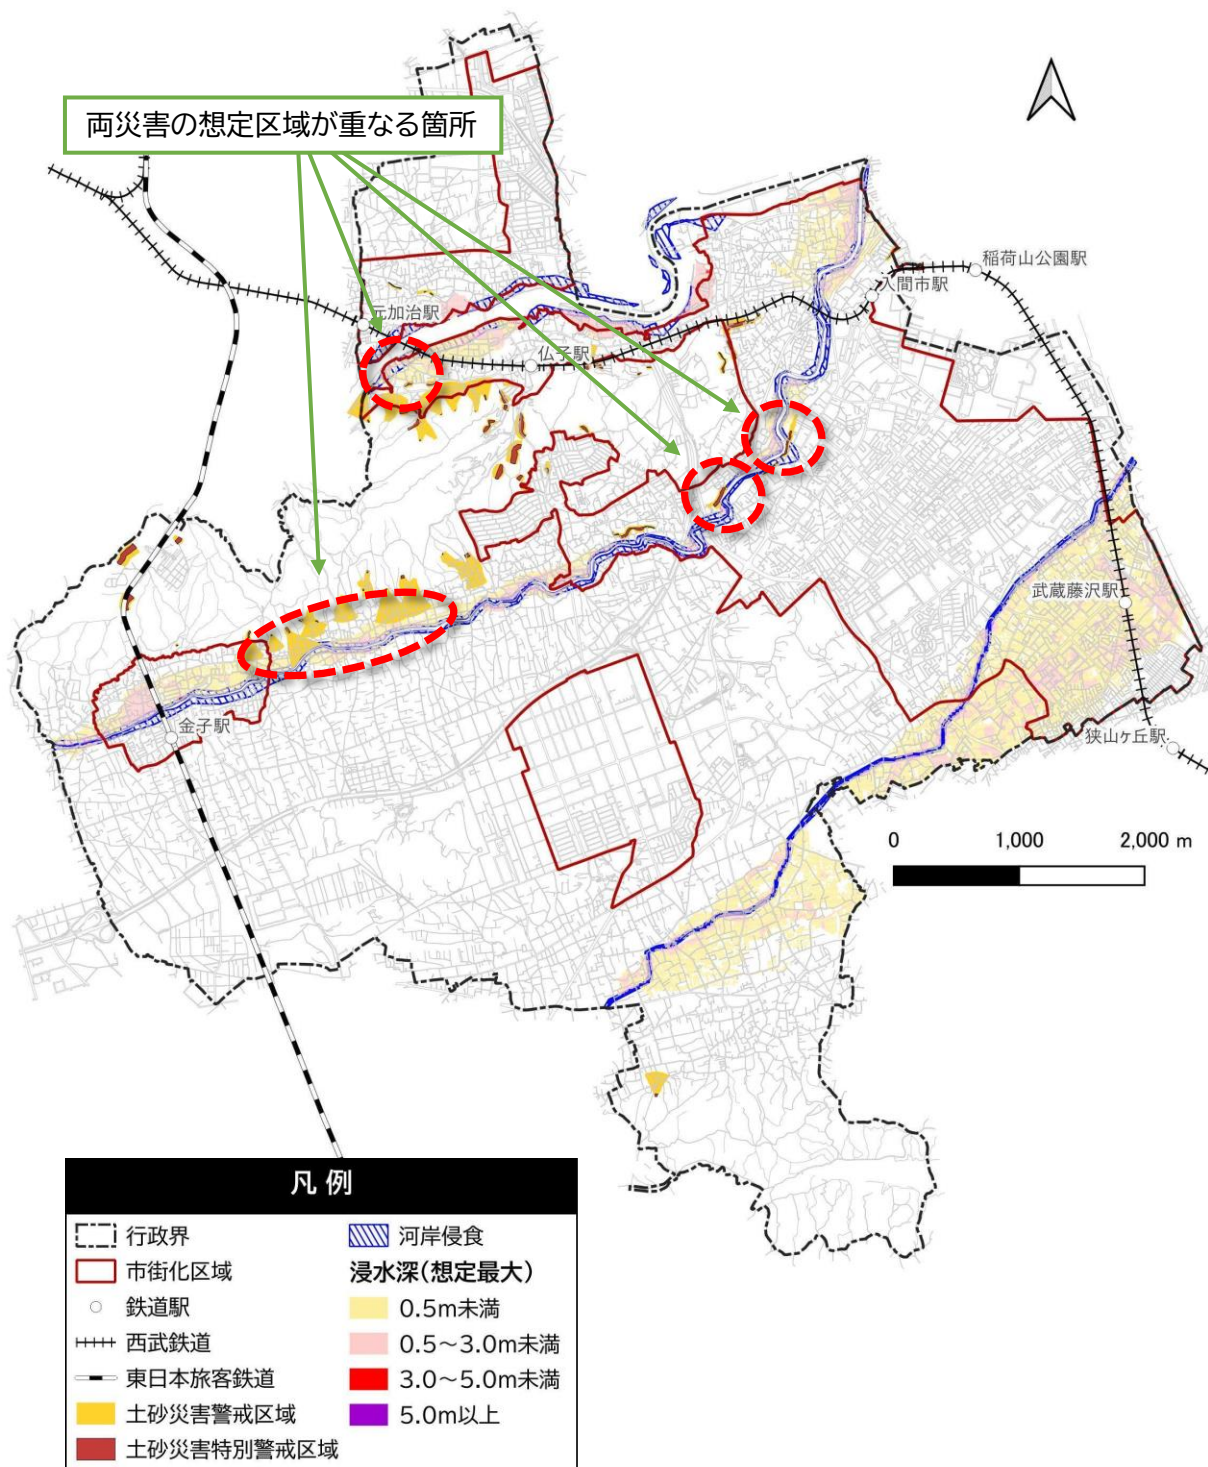 両災害の想定区域が重なる箇所
稲荷山公園駅
入間市駅
元加治駅
仏子駅
武蔵藤沢駅
金子駅
狭山ヶ丘駅
0 1,000 2,000 m
凡 例
行政界
市街化区域
鉄道駅
西武鉄道
東日本旅客鉄道
土砂災害警戒区域
土砂災害特別警戒区域
河岸侵食
浸水深(想定最大)
0.5m未満
0.5～3.0m未満
3.0～5.0m未満
5.0m以上